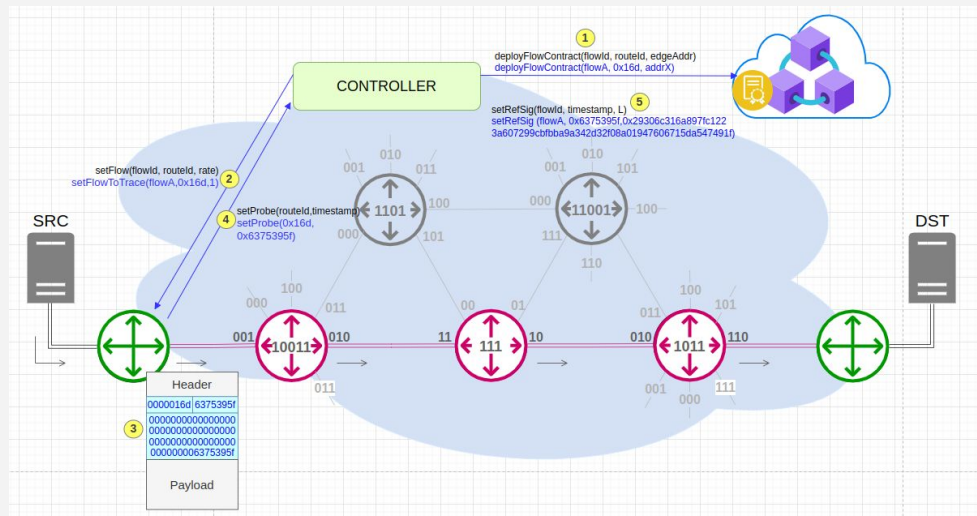 1
deployFlowContract(flowId, routeId, edgeAddr)
deployFlowContract(flowA, 0x16d, addrX)
CONTROLLER
5
setRefSig(flowId, timestamp, L)
setRefSig (flowA, 0x6375395f,0x29306c316a897fc122
3a607299cbfbba9a342d32f08a01947606715da547491f)
010
001
011
1101
100
000
101
010
001
101
000
11001
100
111
110
setFlow(flowId, routeId, rate)
setFlowToTrace(flowA,0x16d,1)
2
4
setProbe(routeId,timestamp)
setProbe(0x16d,
0x6375395f)
SRC
DST
100
000
011
001
10011
010
011
00
01
11
111
10
100
011
101
010
1011
110
001
000
111
3
Header
0000016d 6375395f
0000000000000000
0000000000000000
0000000000000000
000000006375395f
Payload